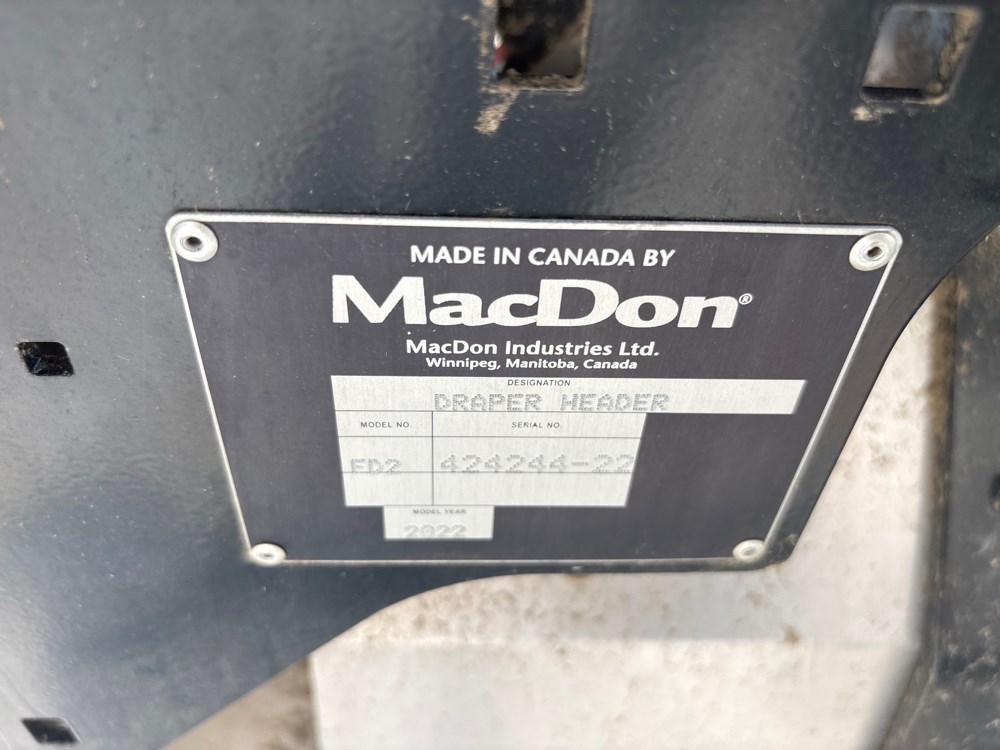 MADE IN CANADA BY
MacDon®
MacDon Industries Ltd.
Winnipeg, Manitoba, Canada
DESIGNATION
DRAPER HEADER
MODEL NO.
SERIAL NO.
FD2
424244-22
MODEL YEAR
2022